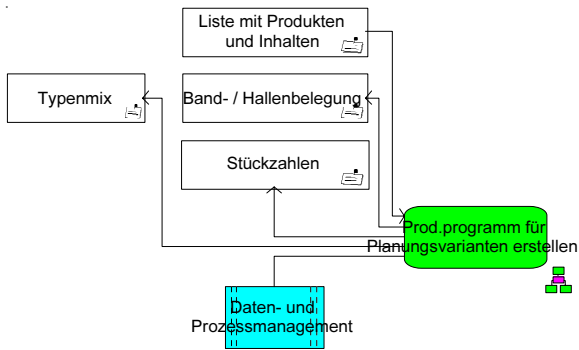 Liste mit Produkten
und Inhalten
Typenmix
Band- / Hallenbelegung
Stückzahlen
Prod.programm für
Planungsvarianten erstellen
Daten- und
Prozessmanagement